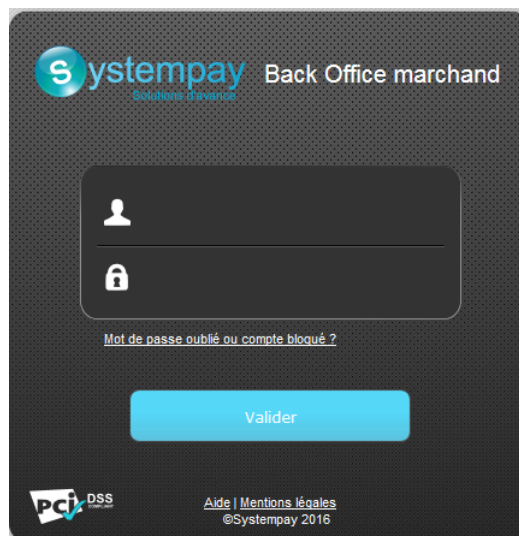 Systempay Back Office marchand
Solutions d'avance
Mot de passe oublié ou compte bloqué ?
Valider
PCi DSS
COMPLIANT
Aide | Mentions légales
©Systempay 2016